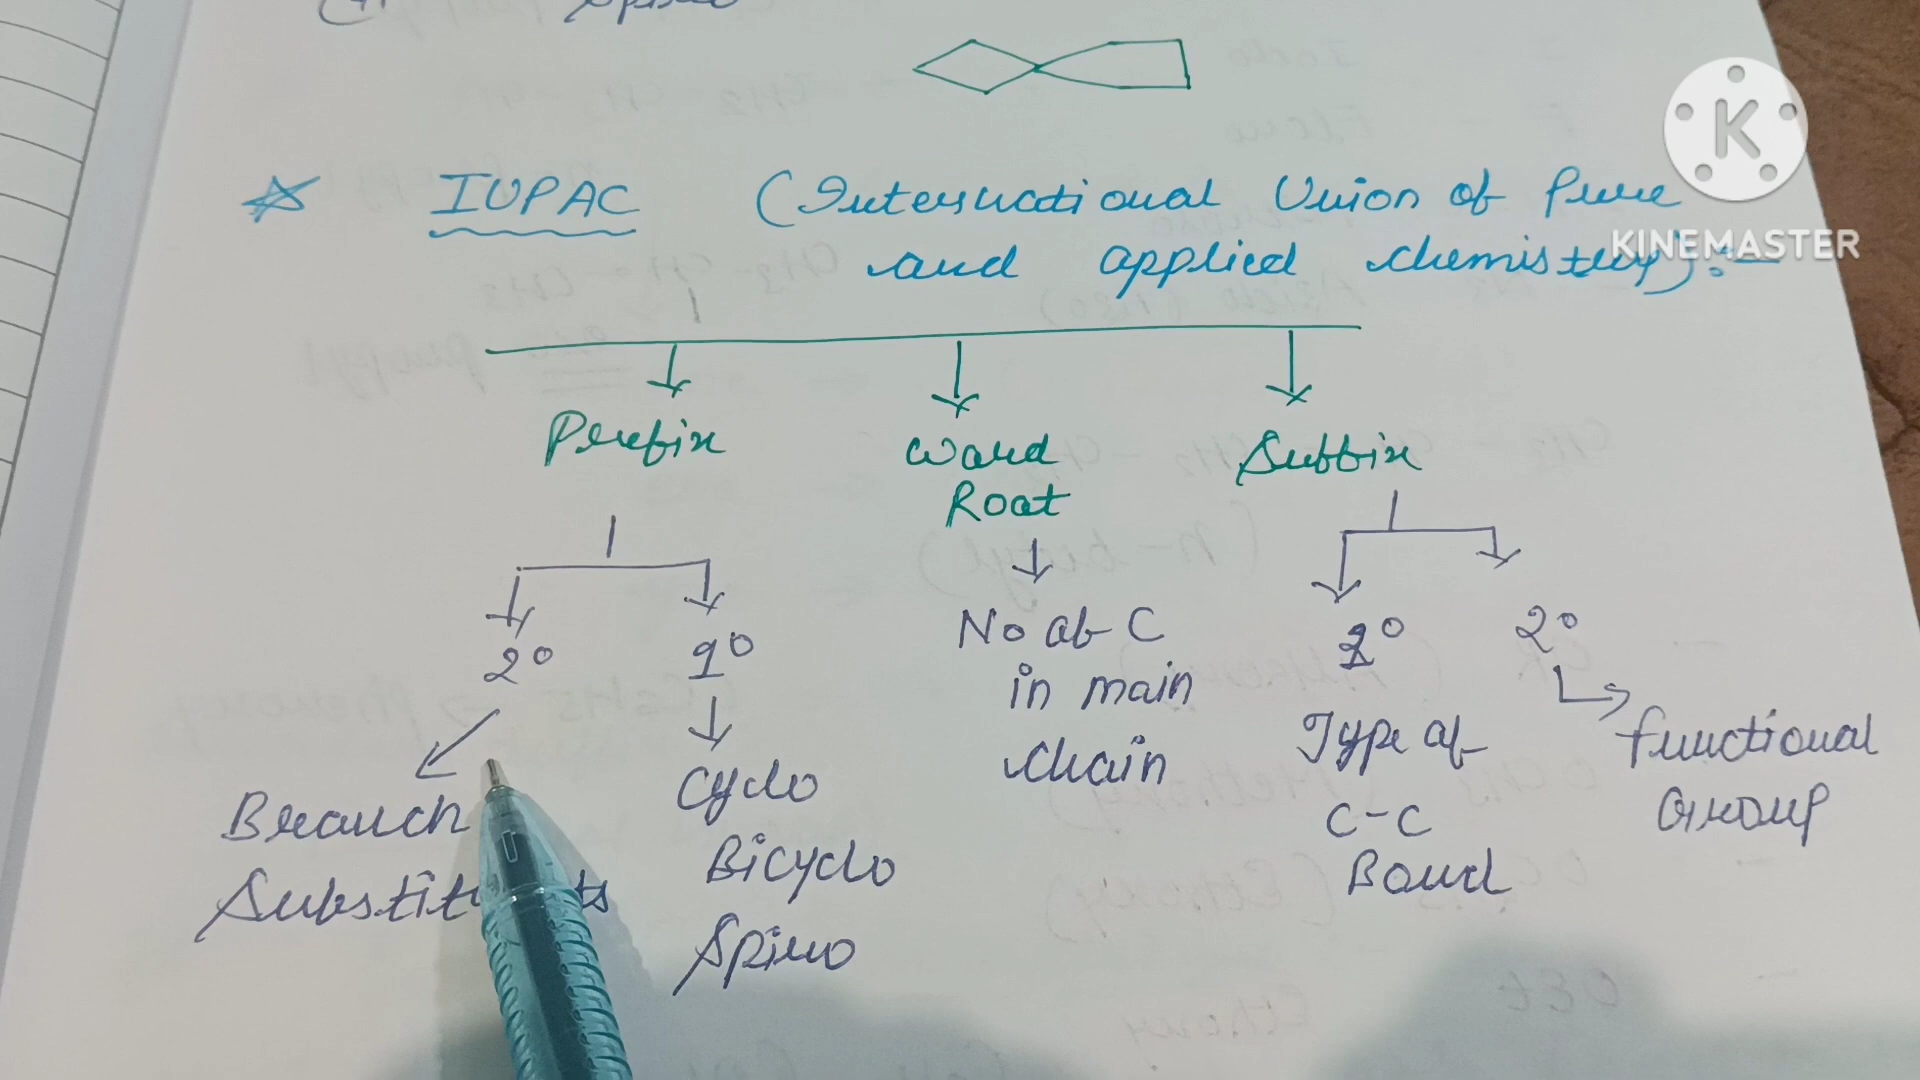 IUPAC (International Union of Pure
and applied chemistry):-
KINEMASTER
Prefix
Word
Root
Suffix
2° 1°
No of C
in main
chain
1° 2°
Branch
Substituents
Cyclo
Bicyclo
Spiro
Type of
C-C
Bond
functional
Group